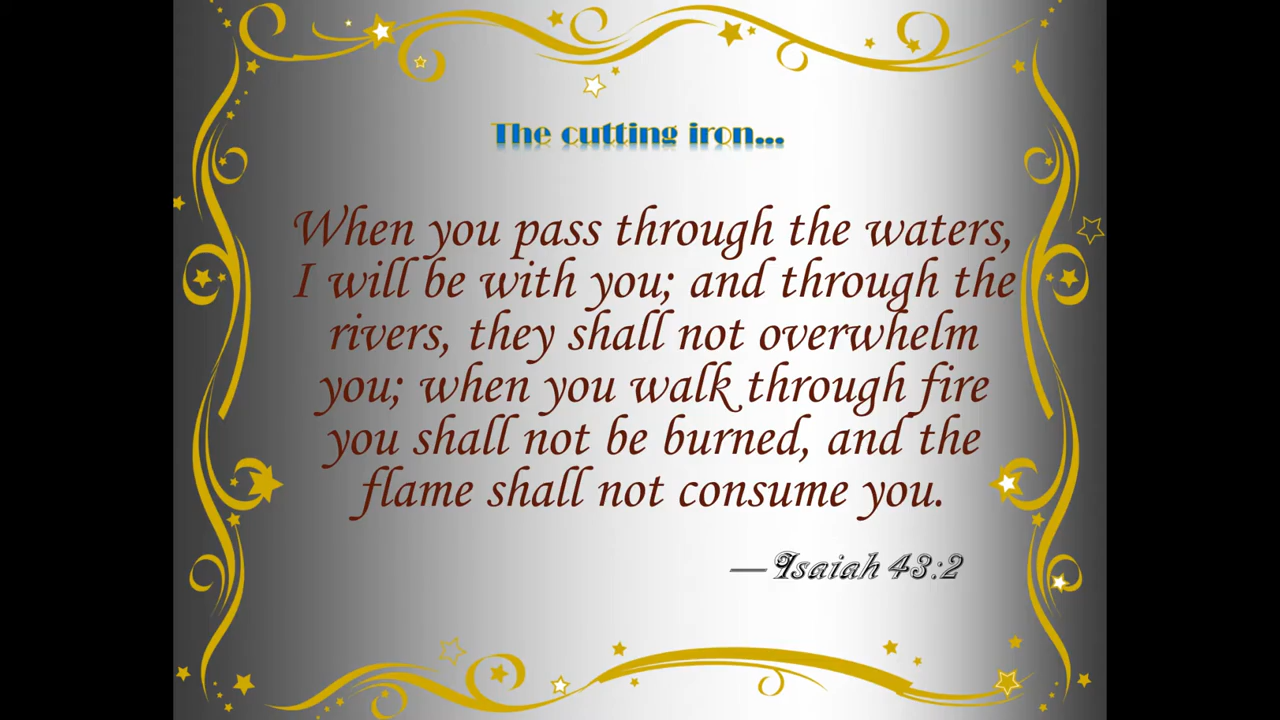 The cutting iron...
When you pass through the waters,
I will be with you; and through the
rivers, they shall not overwhelm
you; when you walk through fire
you shall not be burned, and the
flame shall not consume you.
—Isaiah 43:2